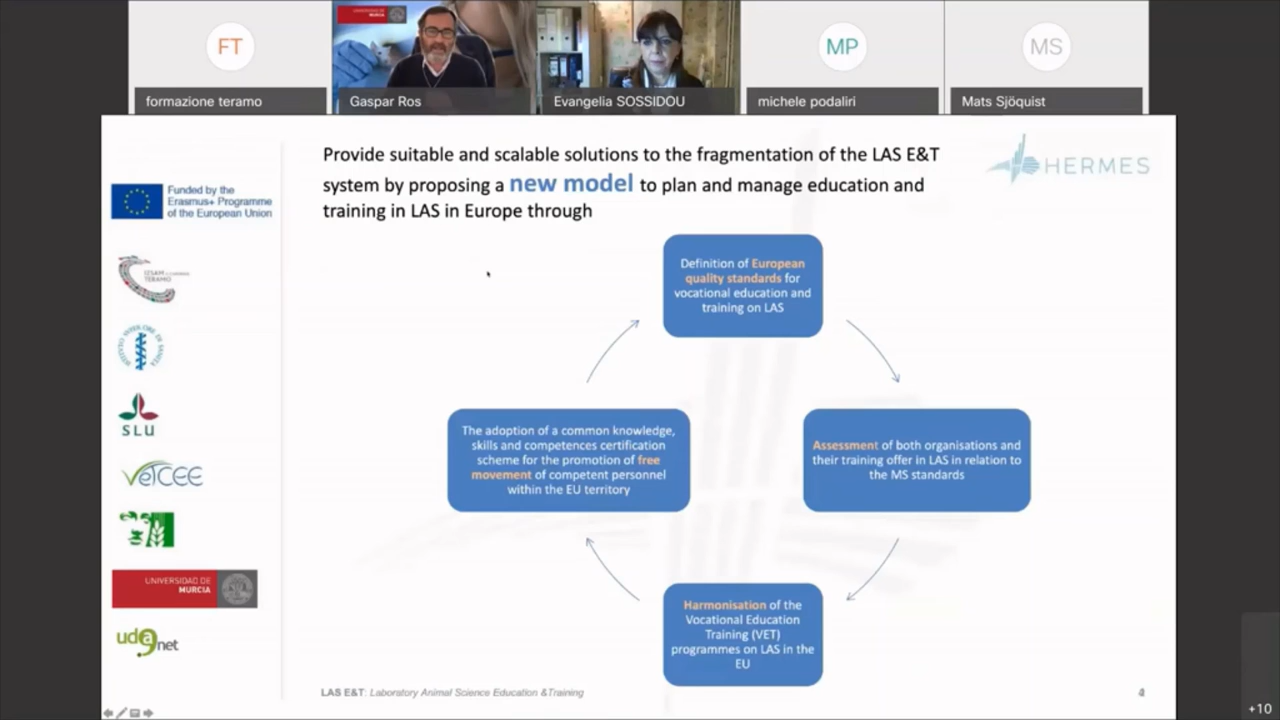 FT
UNIVERSIDAD DE
MURCIA
MP
MS
formazione teramo
Gaspar Ros
Evangelia SOSSIDOU
michele podaliri
Mats Sjöquist
Provide suitable and scalable solutions to the fragmentation of the LAS E&T
system by proposing a new model to plan and manage education and
training in LAS in Europe through
HERMES
Funded by the
Erasmus+ Programme
of the European Union
TERAMO
SLU
VETCEE
UNIVERSIDAD DE
MURCIA
uda net
Definition of European
quality standards for
vocational education and
training on LAS
The adoption of a common knowledge,
skills and competences certification
scheme for the promotion of free
movement of competent personnel
within the EU territory
Assessment of both organisations and
their training offer in LAS in relation to
the MS standards
Harmonisation of the
Vocational Education
Training (VET)
programmes on LAS in the
EU
LAS E&T: Laboratory Animal Science Education &Training
4
+10